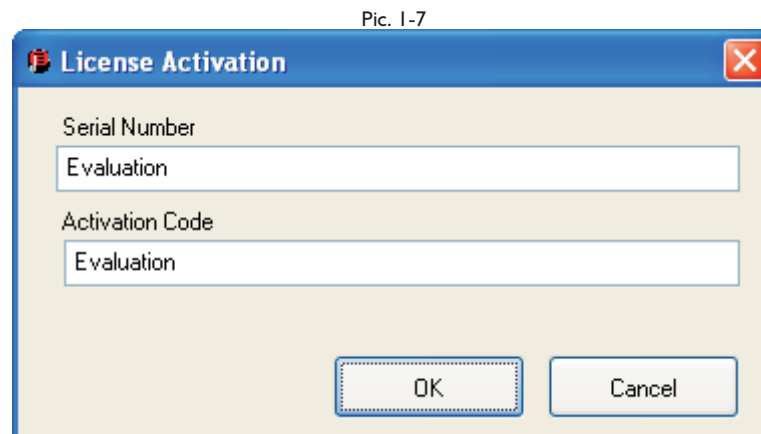 Pic. 1-7
License Activation
Serial Number
Evaluation
Activation Code
Evaluation
OK Cancel